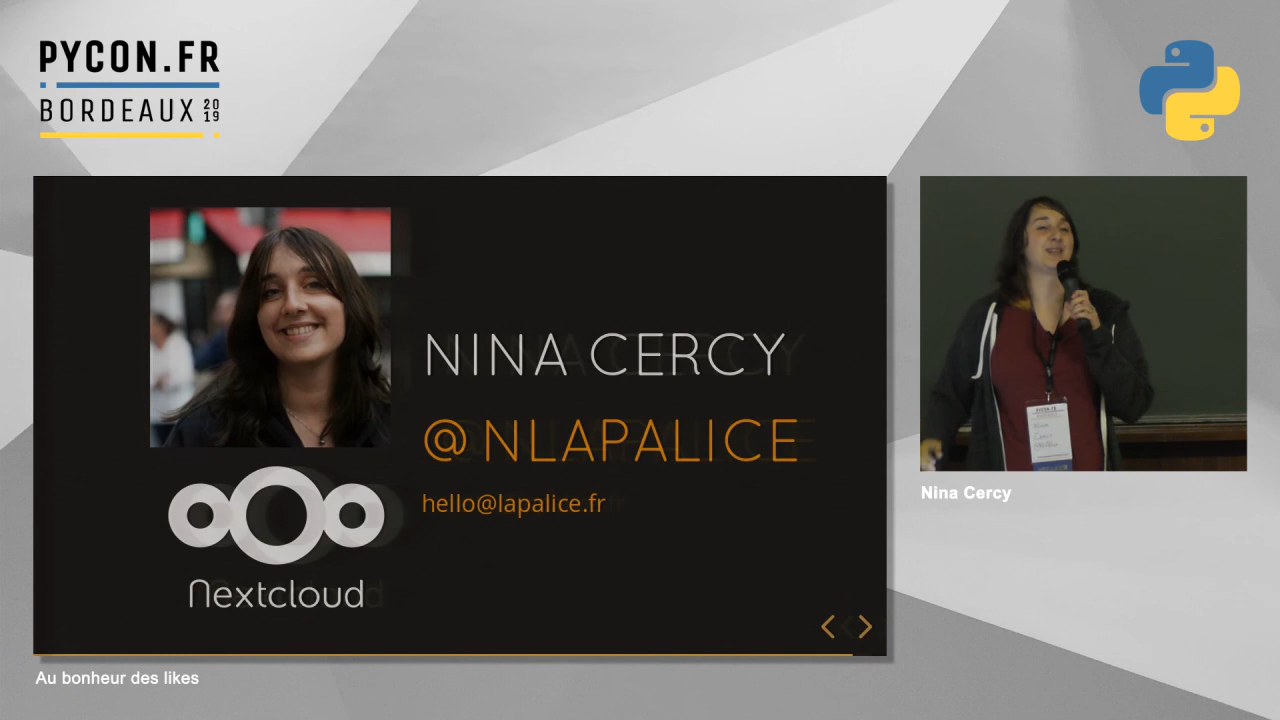 PYCON.FR
BORDEAUX 2019
NINA CERCY
@NLAPALICE
hello@lapalice.fr
Nextcloud
Nina Cercy
Au bonheur des likes